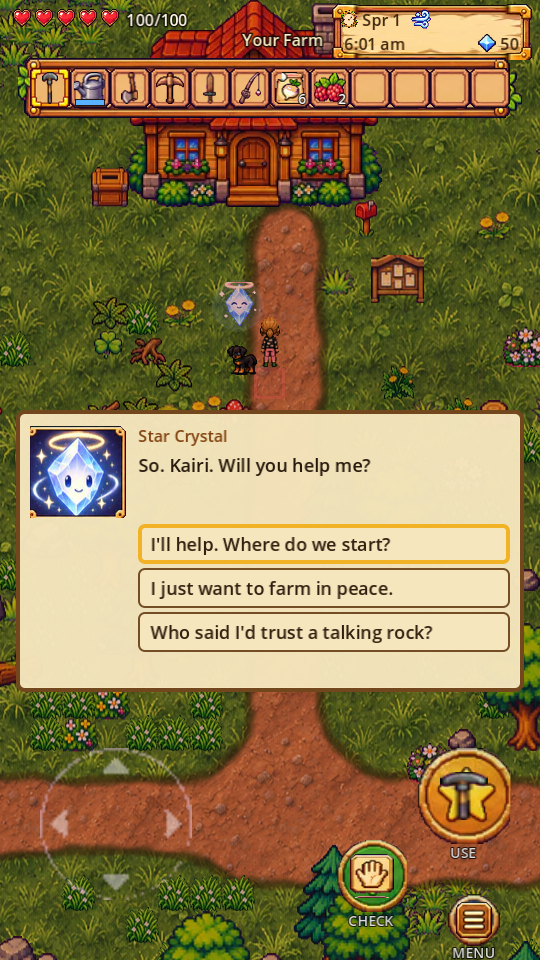 100/100
Your Farm
Spr 1
6:01 am
50
6
2
Star Crystal
So. Kairi. Will you help me?
I'll help. Where do we start?
I just want to farm in peace.
Who said I'd trust a talking rock?
USE
CHECK
MENU